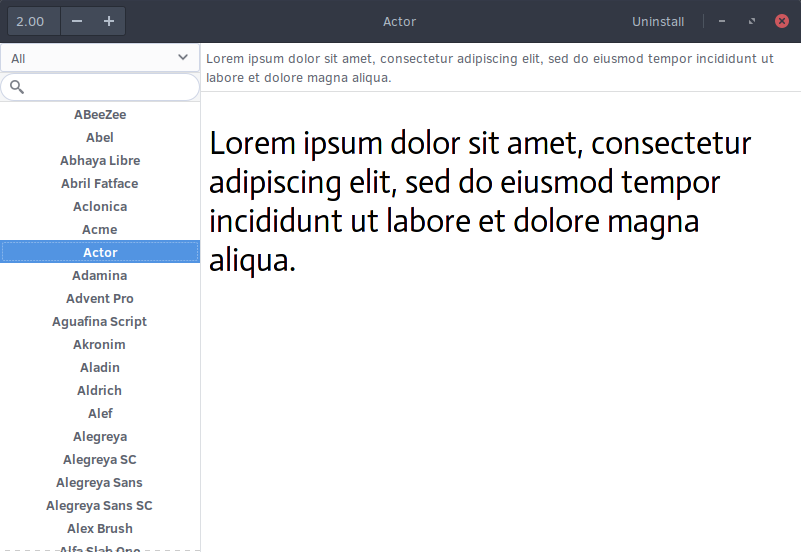 2.00
Actor
Uninstall
All
Lorem ipsum dolor sit amet, consectetur adipiscing elit, sed do eiusmod tempor incididunt ut
labore et dolore magna aliqua.
ABeeZee
Abel
Abhaya Libre
Abril Fatface
Aclonica
Acme
Actor
Adamina
Advent Pro
Aguafina Script
Akronim
Aladin
Aldrich
Alef
Alegreya
Alegreya SC
Alegreya Sans
Alegreya Sans SC
Alex Brush
Alfa Slab One
Lorem ipsum dolor sit amet, consectetur
adipiscing elit, sed do eiusmod tempor
incididunt ut labore et dolore magna
aliqua.